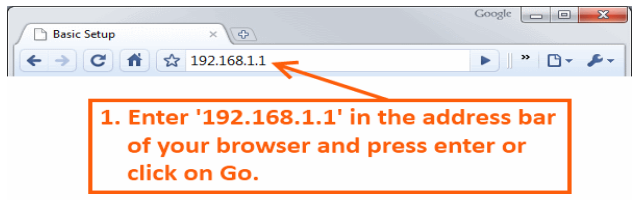 Google
Basic Setup
192.168.1.1
1. Enter '192.168.1.1' in the address bar
of your browser and press enter or
click on Go.